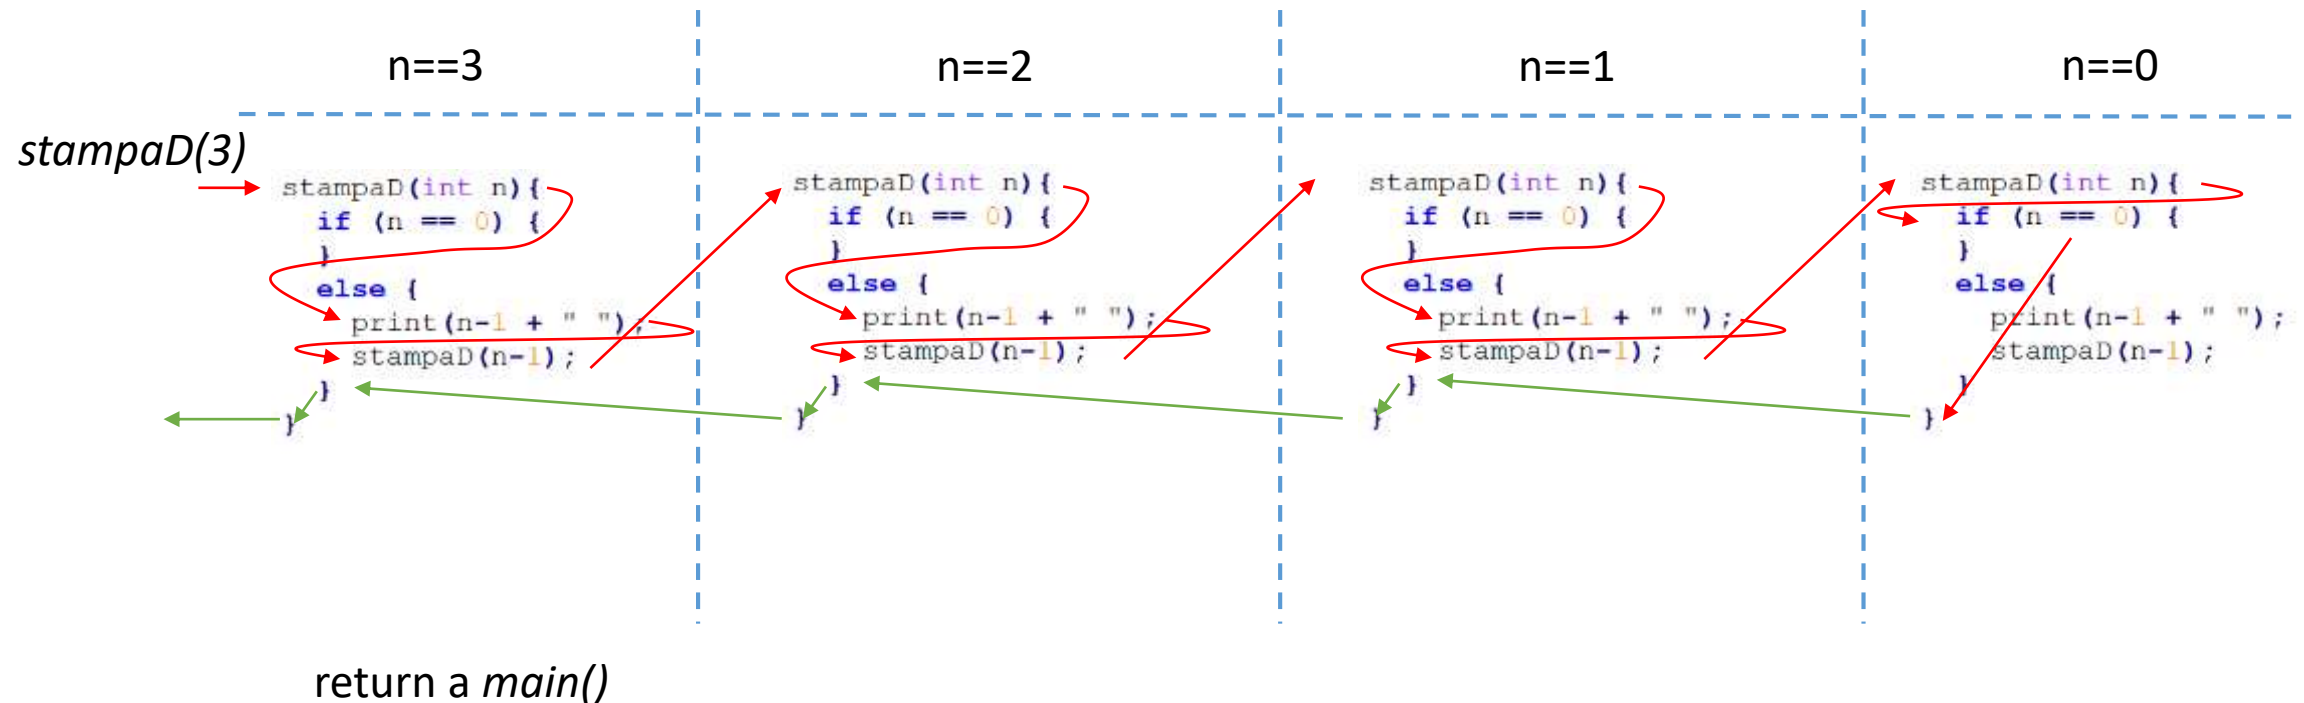 n==3
n==2
n==1
n==0
stampaD(3)
stampaD(int n){
if (n == 0) {
}
else {
print(n-1 + " ");
stampaD(n-1);
}
}
stampaD(int n){
if (n == 0) {
}
else {
print(n-1 + " ");
stampaD(n-1);
}
}
stampaD(int n){
if (n == 0) {
}
else {
print(n-1 + " ");
stampaD(n-1);
}
}
stampaD(int n){
if (n == 0) {
}
else {
print(n-1 + " ");
stampaD(n-1);
}
}
return a main()